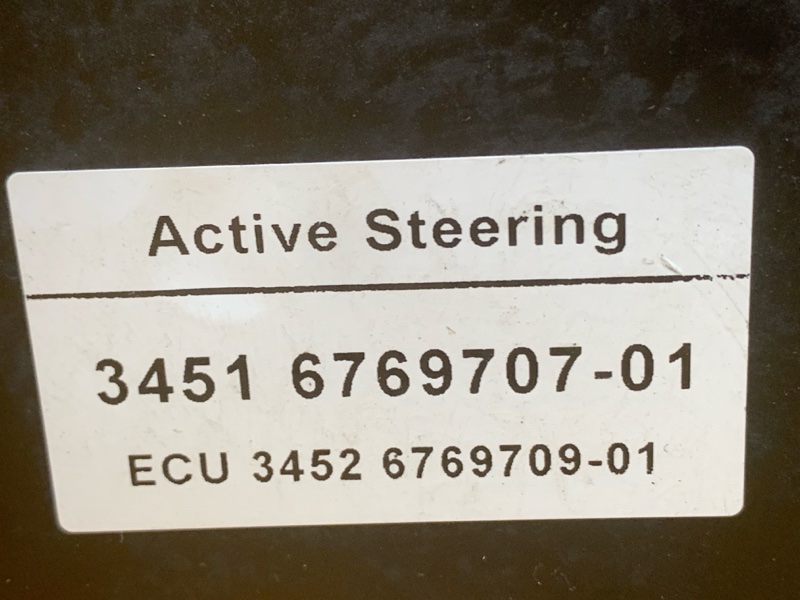 Active Steering
3451 6769707-01
ECU 3452 6769709-01